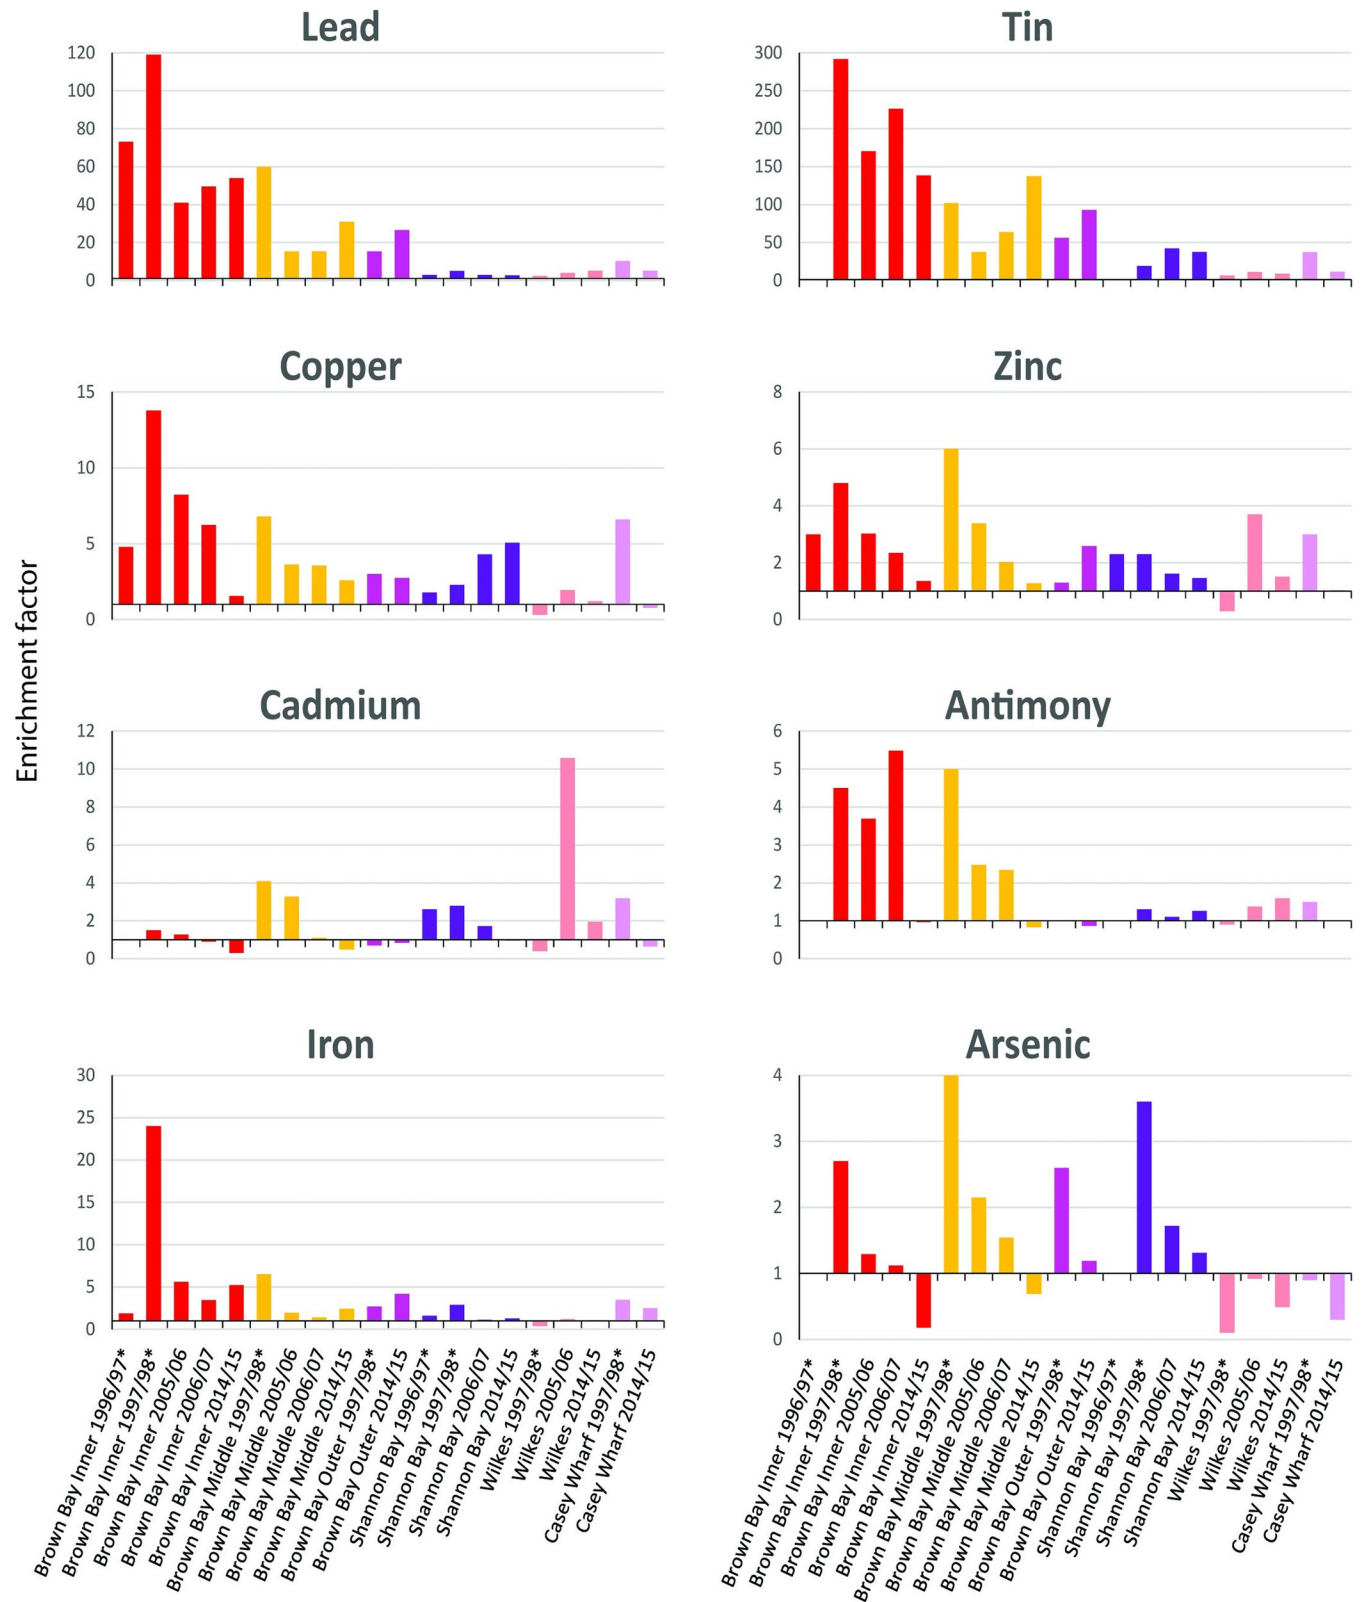 Lead
120
100
80
60
40
20
0
Tin
300
250
200
150
100
50
0
Copper
15
10
5
0
Zinc
8
6
4
2
0
Enrichment factor
Cadmium
12
10
8
6
4
2
0
Antimony
6
5
4
3
2
1
0
Iron
30
25
20
15
10
5
0
Brown Bay Inner 1996/97*
Brown Bay Inner 1997/98*
Brown Bay Inner 2005/06
Brown Bay Inner 2006/07
Brown Bay Inner 2014/15
Brown Bay Middle 1997/98*
Brown Bay Middle 2005/06
Brown Bay Middle 2006/07
Brown Bay Middle 2014/15
Brown Bay Outer 1997/98*
Brown Bay Outer 2014/15
Shannon Bay 1996/97*
Shannon Bay 1997/98*
Shannon Bay 2006/07
Shannon Bay 2014/15
Wilkes 1997/98*
Wilkes 2005/06
Wilkes 2014/15
Casey Wharf 1997/98*
Casey Wharf 2014/15
Arsenic
4
3
2
1
0
Brown Bay Inner 1996/97*
Brown Bay Inner 1997/98*
Brown Bay Inner 2005/06
Brown Bay Inner 2006/07
Brown Bay Inner 2014/15
Brown Bay Middle 1997/98*
Brown Bay Middle 2005/06
Brown Bay Middle 2006/07
Brown Bay Middle 2014/15
Brown Bay Outer 1997/98*
Brown Bay Outer 2014/15
Shannon Bay 1996/97*
Shannon Bay 1997/98*
Shannon Bay 2006/07
Shannon Bay 2014/15
Wilkes 1997/98*
Wilkes 2005/06
Wilkes 2014/15
Casey Wharf 1997/98*
Casey Wharf 2014/15